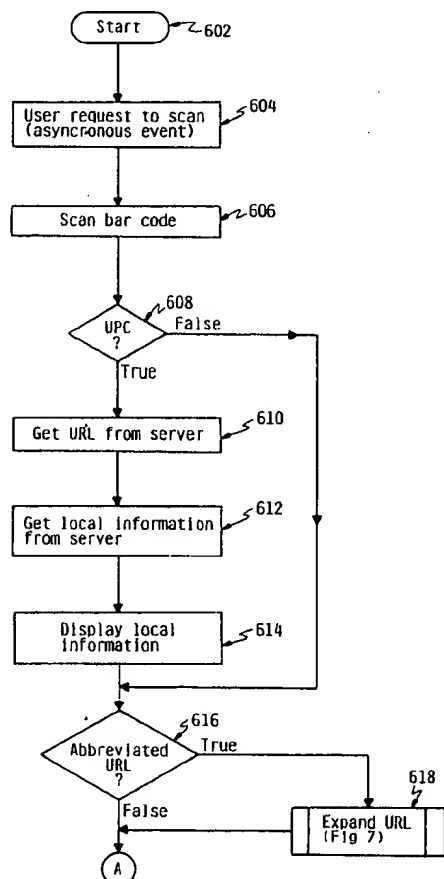 Start
602
User request to scan
(asyncronous event)
604
Scan bar code
606
608
UPC
?
False
True
Get URL from server
610
Get local information
from server
612
Display local
information
614
616
Abbreviated
URL
?
True
False
618
Expand URL
(Fig 7)
A